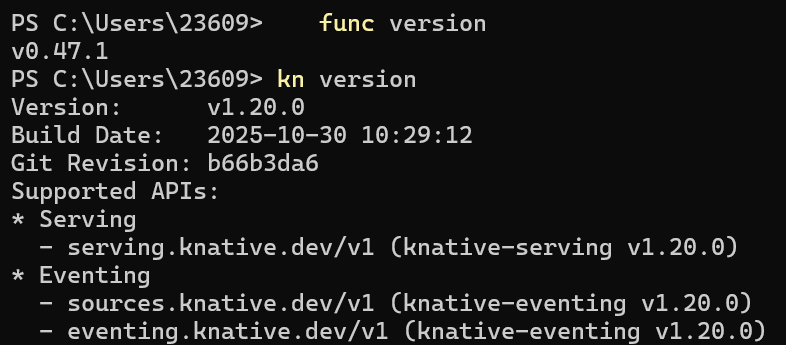 PS C:\Users\23609>    func version
v0.47.1
PS C:\Users\23609> kn version
Version:      v1.20.0
Build Date:   2025-10-30 10:29:12
Git Revision: b66b3da6
Supported APIs:
* Serving
  - serving.knative.dev/v1 (knative-serving v1.20.0)
* Eventing
  - sources.knative.dev/v1 (knative-eventing v1.20.0)
  - eventing.knative.dev/v1 (knative-eventing v1.20.0)